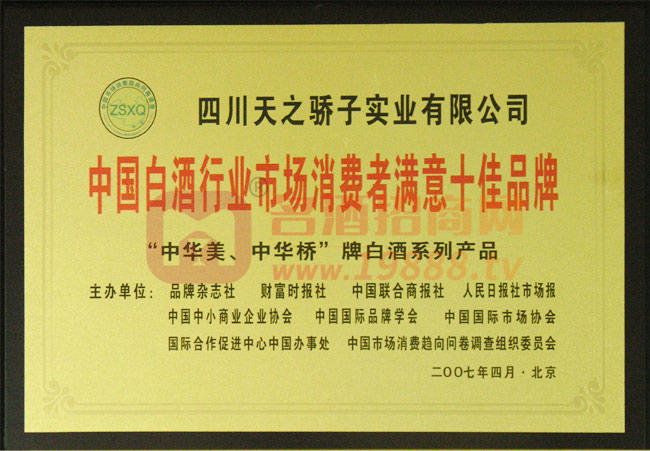 ZSXQ
四川天之骄子实业有限公司
中国白酒行业市场消费者满意十佳品牌
®
名酒招商网
19888.tv
“中华美、中华桥”牌白酒系列产品
主办单位： 品牌杂志社 财富时报社 中国联合商报社 人民日报社市场报
中国中小商业企业协会 中国国际品牌学会 中国国际市场协会
国际合作促进中心中国办事处 中国市场消费趋向问卷调查组织委员会
二〇〇七年四月·北京